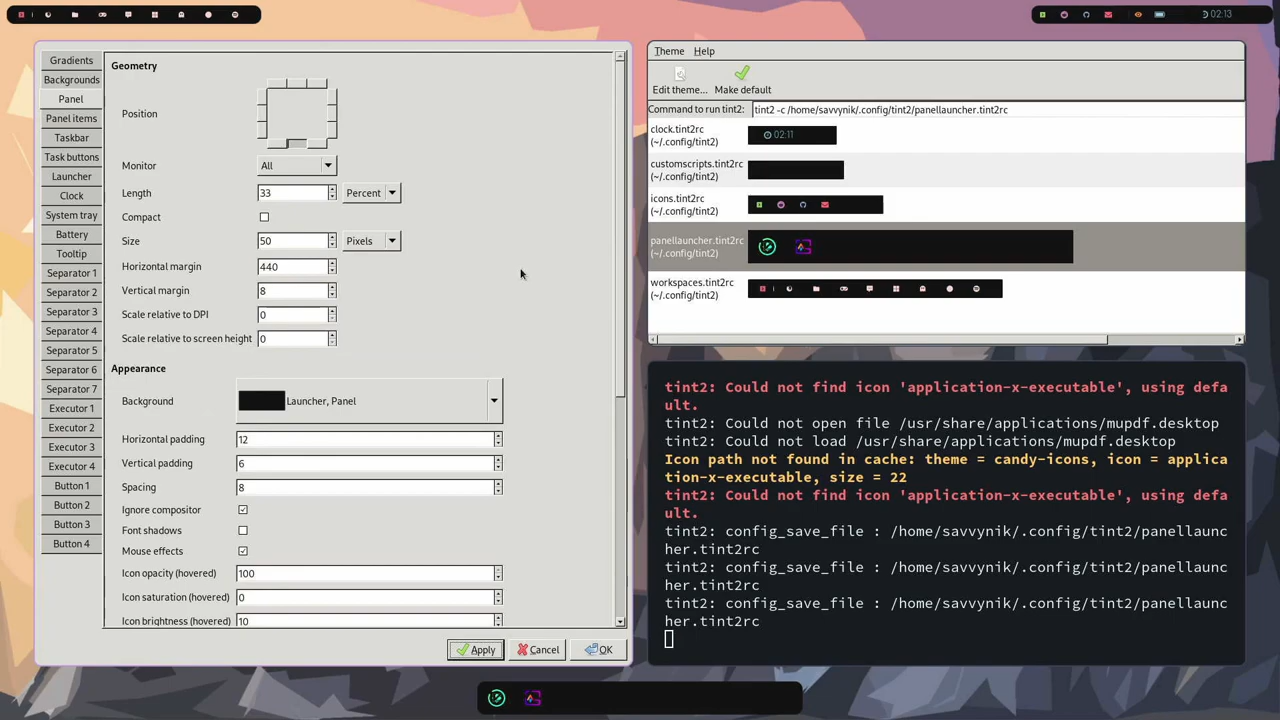 02:13
Gradients
Backgrounds
Panel
Panel items
Taskbar
Task buttons
Launcher
Clock
System tray
Battery
Tooltip
Separator 1
Separator 2
Separator 3
Separator 4
Separator 5
Separator 6
Separator 7
Executor 1
Executor 2
Executor 3
Executor 4
Button 1
Button 2
Button 3
Button 4
Geometry
Position
Monitor All
Length 33 Percent
Compact
Size 50 Pixels
Horizontal margin 440
Vertical margin 8
Scale relative to DPI 0
Scale relative to screen height 0
Appearance
Background Launcher, Panel
Horizontal padding 12
Vertical padding 6
Spacing 8
Ignore compositor
Font shadows
Mouse effects
Icon opacity (hovered) 100
Icon saturation (hovered) 0
Icon brightness (hovered) 10
Apply Cancel OK
Theme Help
Edit theme... Make default
Command to run tint2: tint2 -c /home/savvynik/.config/tint2/panellauncher.tint2rc
clock.tint2rc
(~/.config/tint2)
02:11
customscripts.tint2rc
(~/.config/tint2)
icons.tint2rc
(~/.config/tint2)
panellauncher.tint2rc
(~/.config/tint2)
workspaces.tint2rc
(~/.config/tint2)
tint2: Could not find icon 'application-x-executable', using defa
ult.
tint2: Could not open file /usr/share/applications/mupdf.desktop
tint2: Could not load /usr/share/applications/mupdf.desktop
Icon path not found in cache: theme = candy-icons, icon = applica
tion-x-executable, size = 22
tint2: Could not find icon 'application-x-executable', using defa
ult.
tint2: config_save_file : /home/savvynik/.config/tint2/panellaunc
her.tint2rc
tint2: config_save_file : /home/savvynik/.config/tint2/panellaunc
her.tint2rc
tint2: config_save_file : /home/savvynik/.config/tint2/panellaunc
her.tint2rc